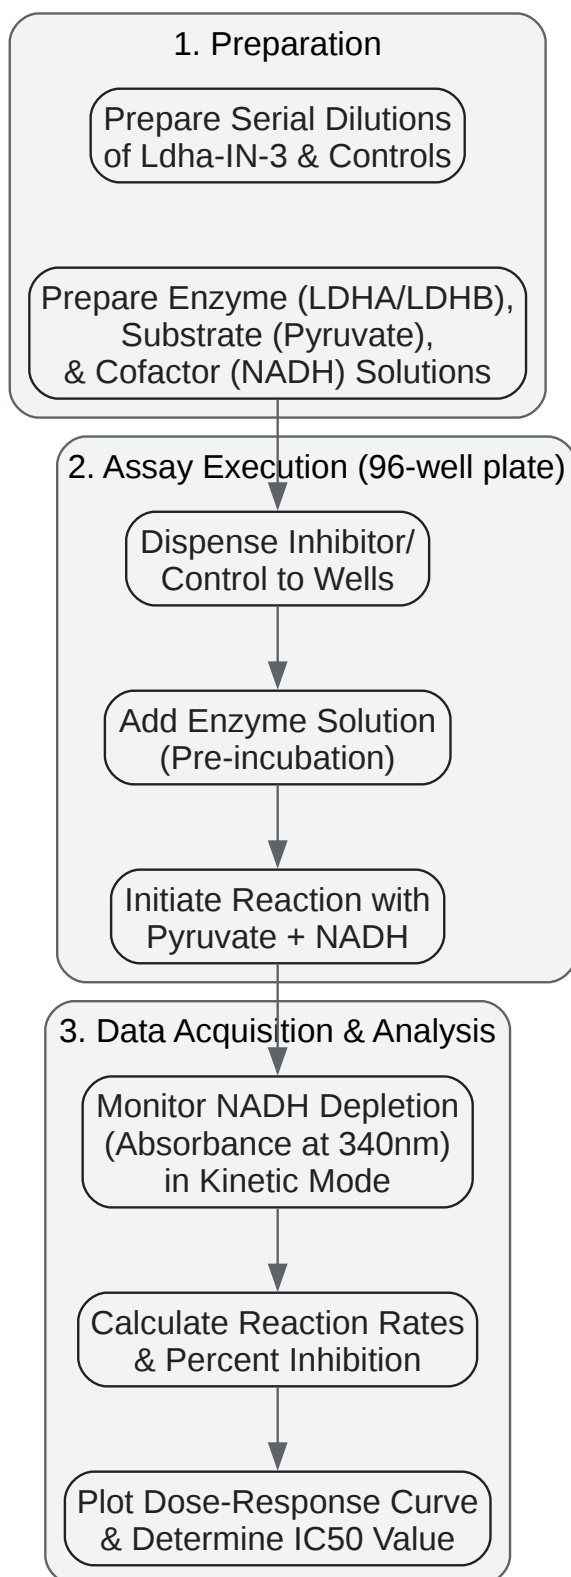 1. Preparation
Prepare Serial Dilutions
of Ldha-IN-3 & Controls
Prepare Enzyme (LDHA/LDHB),
Substrate (Pyruvate),
& Cofactor (NADH) Solutions
2. Assay Execution (96-well plate)
Dispense Inhibitor/
Control to Wells
Add Enzyme Solution
(Pre-incubation)
Initiate Reaction with
Pyruvate + NADH
3. Data Acquisition & Analysis
Monitor NADH Depletion
(Absorbance at 340nm)
in Kinetic Mode
Calculate Reaction Rates
& Percent Inhibition
Plot Dose-Response Curve
& Determine IC50 Value